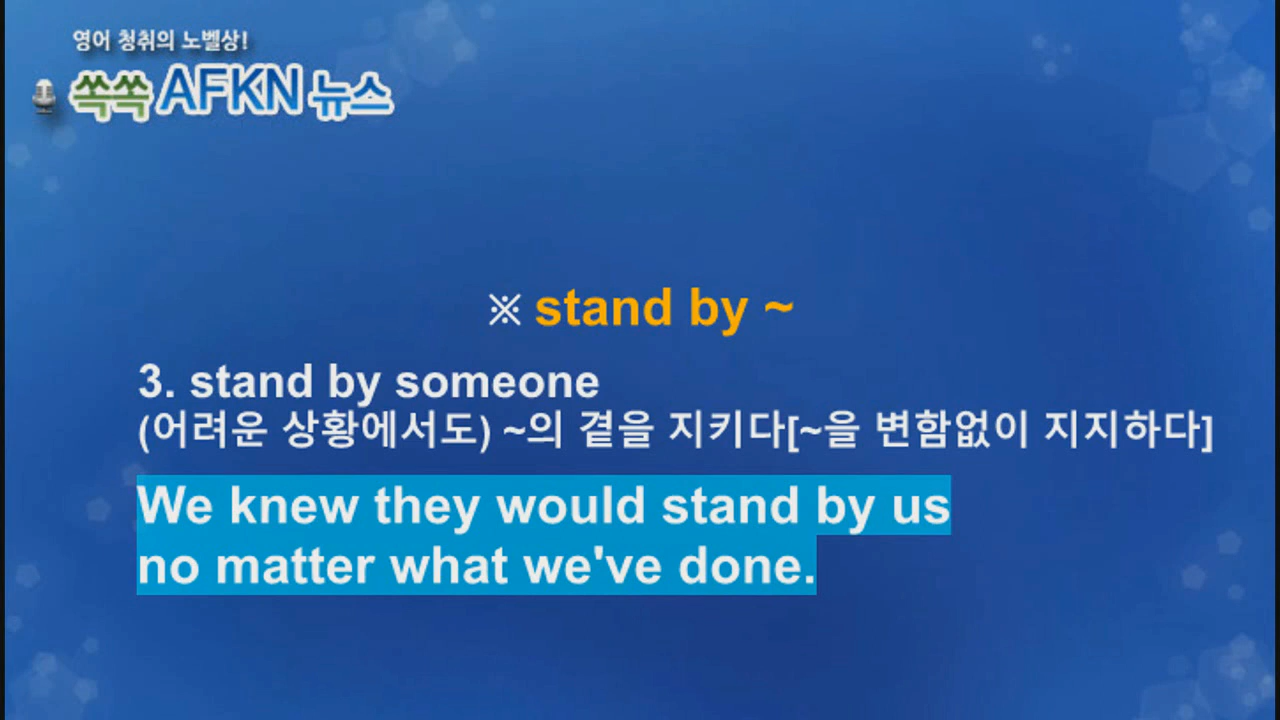 영어 청취의 노벨상!
쏙쏙 AFKN 뉴스
※ stand by ~
3. stand by someone
(어려운 상황에서도) ~의 곁을 지키다[~을 변함없이 지지하다]
We knew they would stand by us
no matter what we've done.